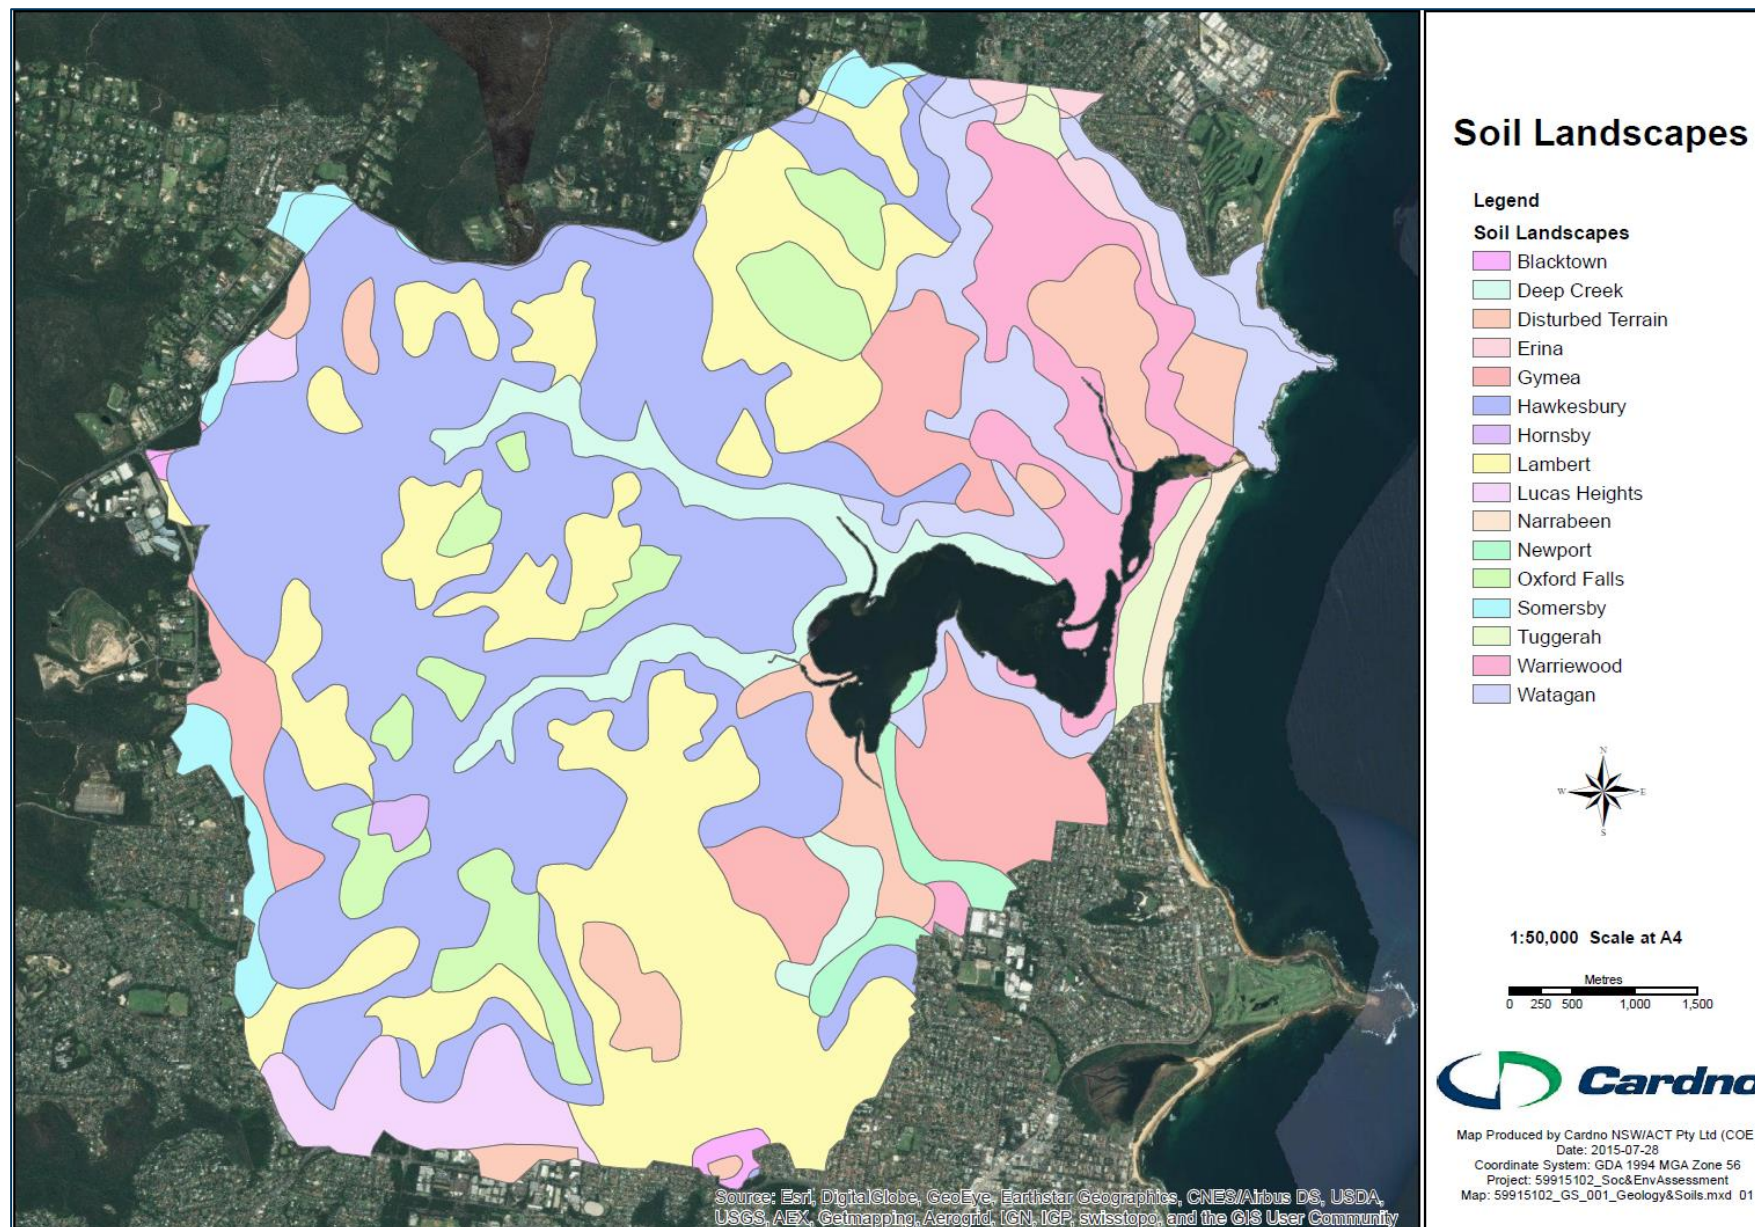 Soil Landscapes
Legend
Soil Landscapes
Blacktown
Deep Creek
Disturbed Terrain
Erina
Gymea
Hawkesbury
Hornsby
Lambert
Lucas Heights
Narrabeen
Newport
Oxford Falls
Somersby
Tuggerah
Warriewood
Watagan
N
W E
S
1:50,000 Scale at A4
Metres
0 250 500 1,000 1,500
Cardno
Map Produced by Cardno NSW/ACT Pty Ltd (COE
Date: 2015-07-28
Coordinate System: GDA 1994 MGA Zone 56
Project: 59915102_Soc&EnvAssessment
Map: 59915102_GS_001_Geology&Soils.mxd 01
Source: Esri, DigitalGlobe, GeoEye, Earthstar Geographics, CNES/Airbus DS, USDA,
USGS, AEX, Getmapping, Aerogrid, IGN, IGP, swisstopo, and the GIS User Community